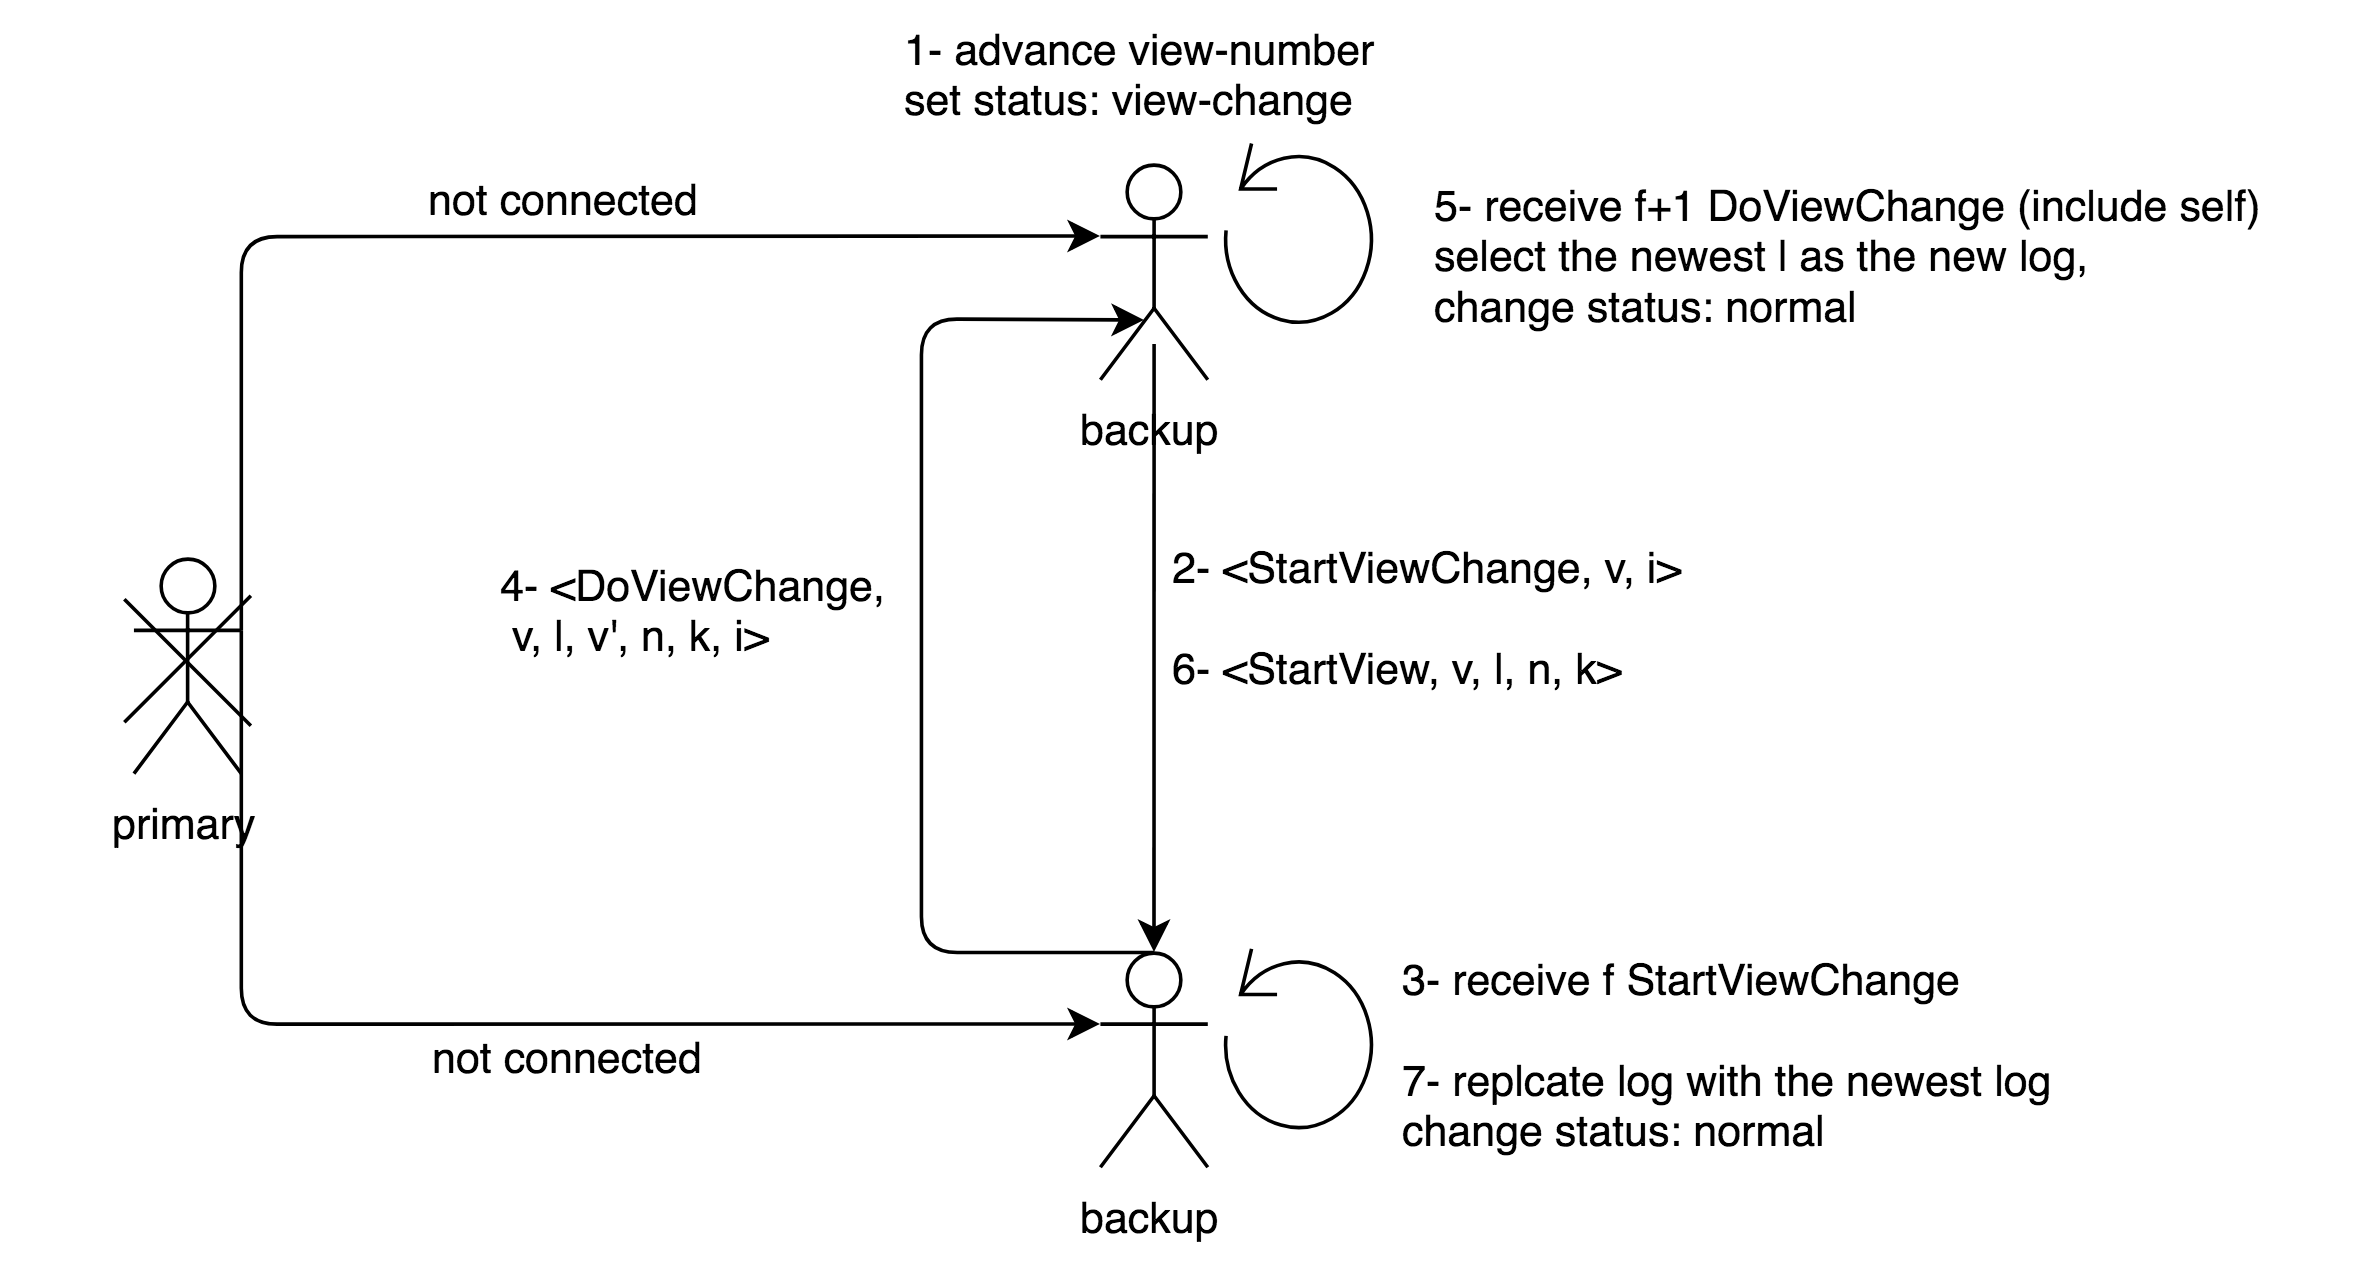 1- advance view-number
set status: view-change
not connected
5- receive f+1 DoViewChange (include self)
select the newest l as the new log,
change status: normal
backup
2- <StartViewChange, v, i>
4- <DoViewChange,
v, l, v', n, k, i>
6- <StartView, v, l, n, k>
primary
3- receive f StartViewChange
not connected
7- replcate log with the newest log
change status: normal
backup